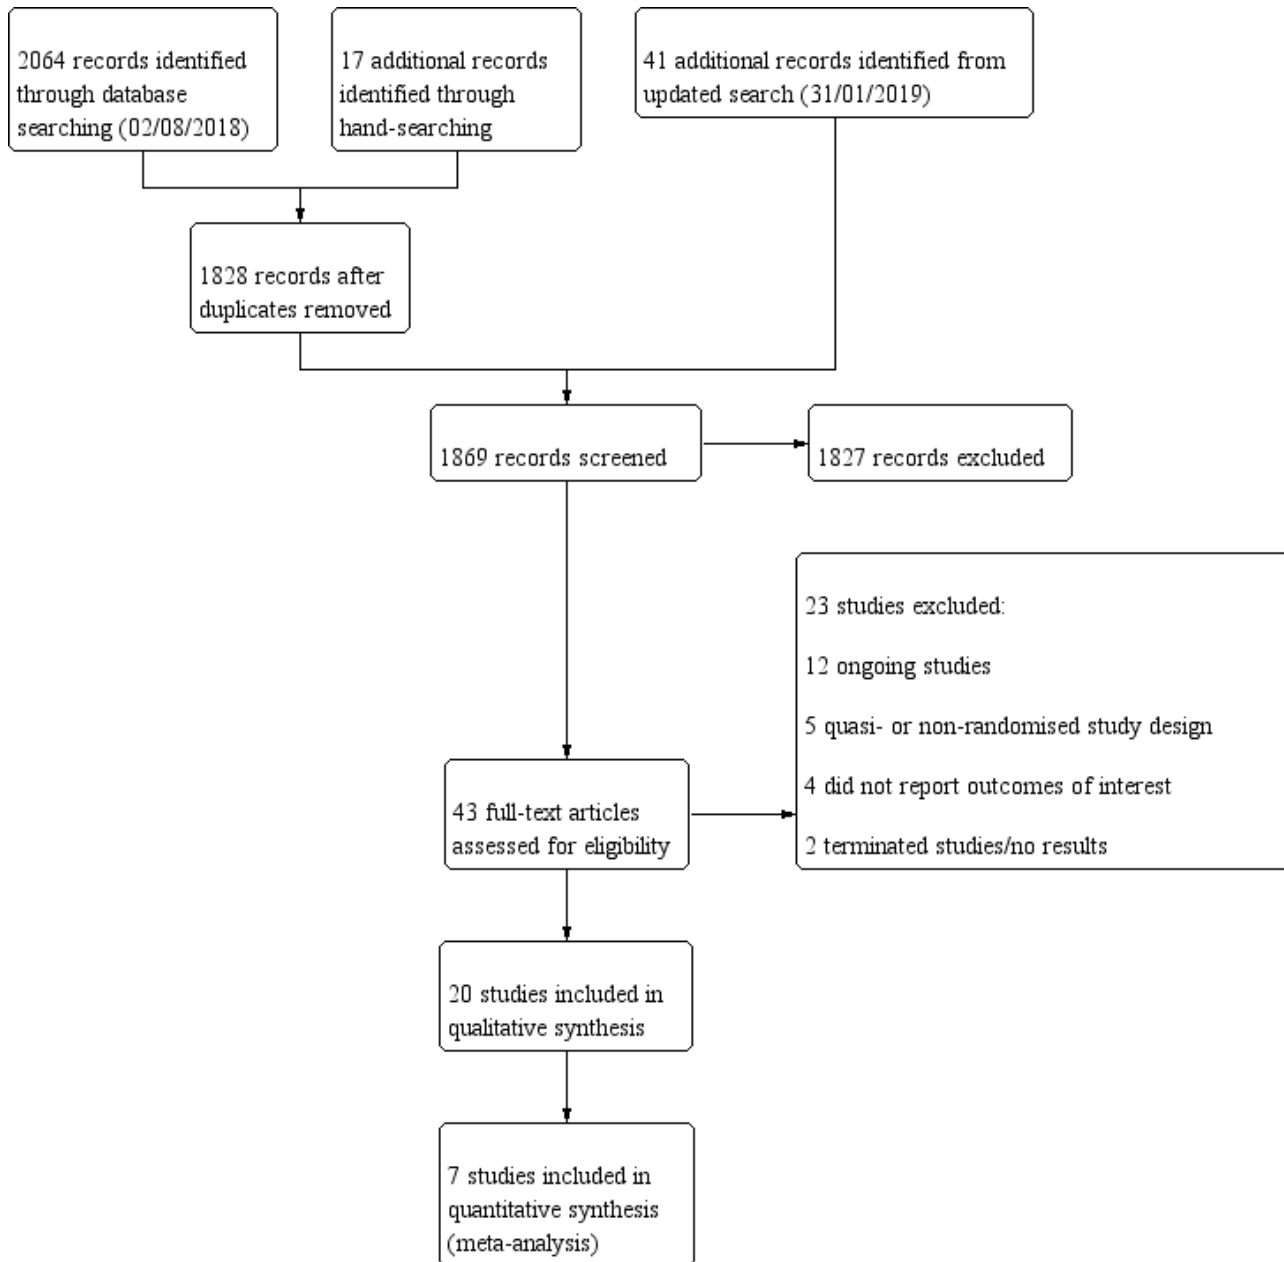 2064 records identified
through database
searching (02/08/2018)
17 additional records
identified through
hand-searching
41 additional records identified from
updated search (31/01/2019)
1828 records after
duplicates removed
1869 records screened
1827 records excluded
23 studies excluded:
12 ongoing studies
5 quasi- or non-randomised study design
4 did not report outcomes of interest
2 terminated studies/no results
43 full-text articles
assessed for eligibility
20 studies included in
qualitative synthesis
7 studies included in
quantitative synthesis
(meta-analysis)